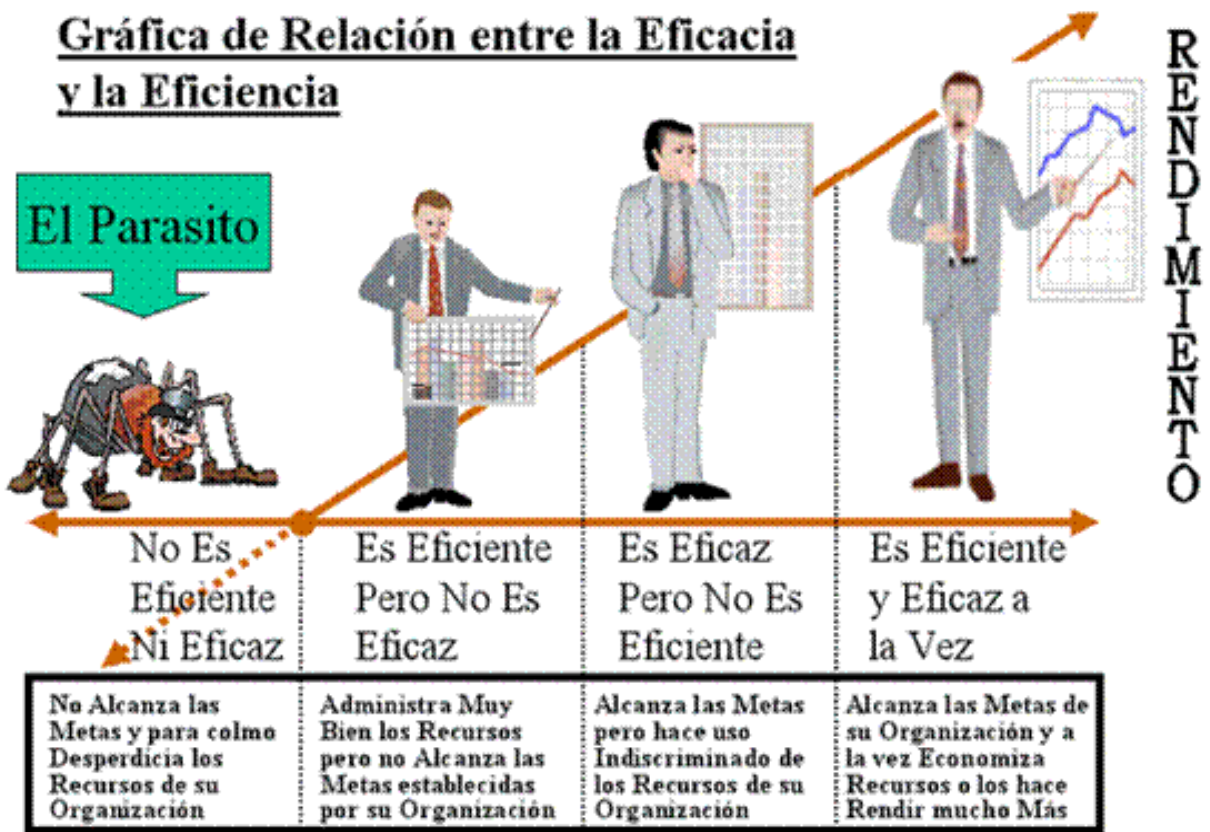 Gráfica de Relación entre la Eficacia
y la Eficiencia
El Parasito
RENDIMIENTO
No Es
Eficiente
Ni Eficaz
Es Eficiente
Pero No Es
Eficaz
Es Eficaz
Pero No Es
Eficiente
Es Eficiente
y Eficaz a
la Vez
No Alcanza las
Metas y para colmo
Desperdicia los
Recursos de su
Organización
Administra Muy
Bien los Recursos
pero no Alcanza las
Metas establecidas
por su Organización
Alcanza las Metas
pero hace uso
Indiscriminado de
los Recursos de su
Organización
Alcanza las Metas de
su Organización y a
la vez Economiza
Recursos o los hace
Rendir mucho Más